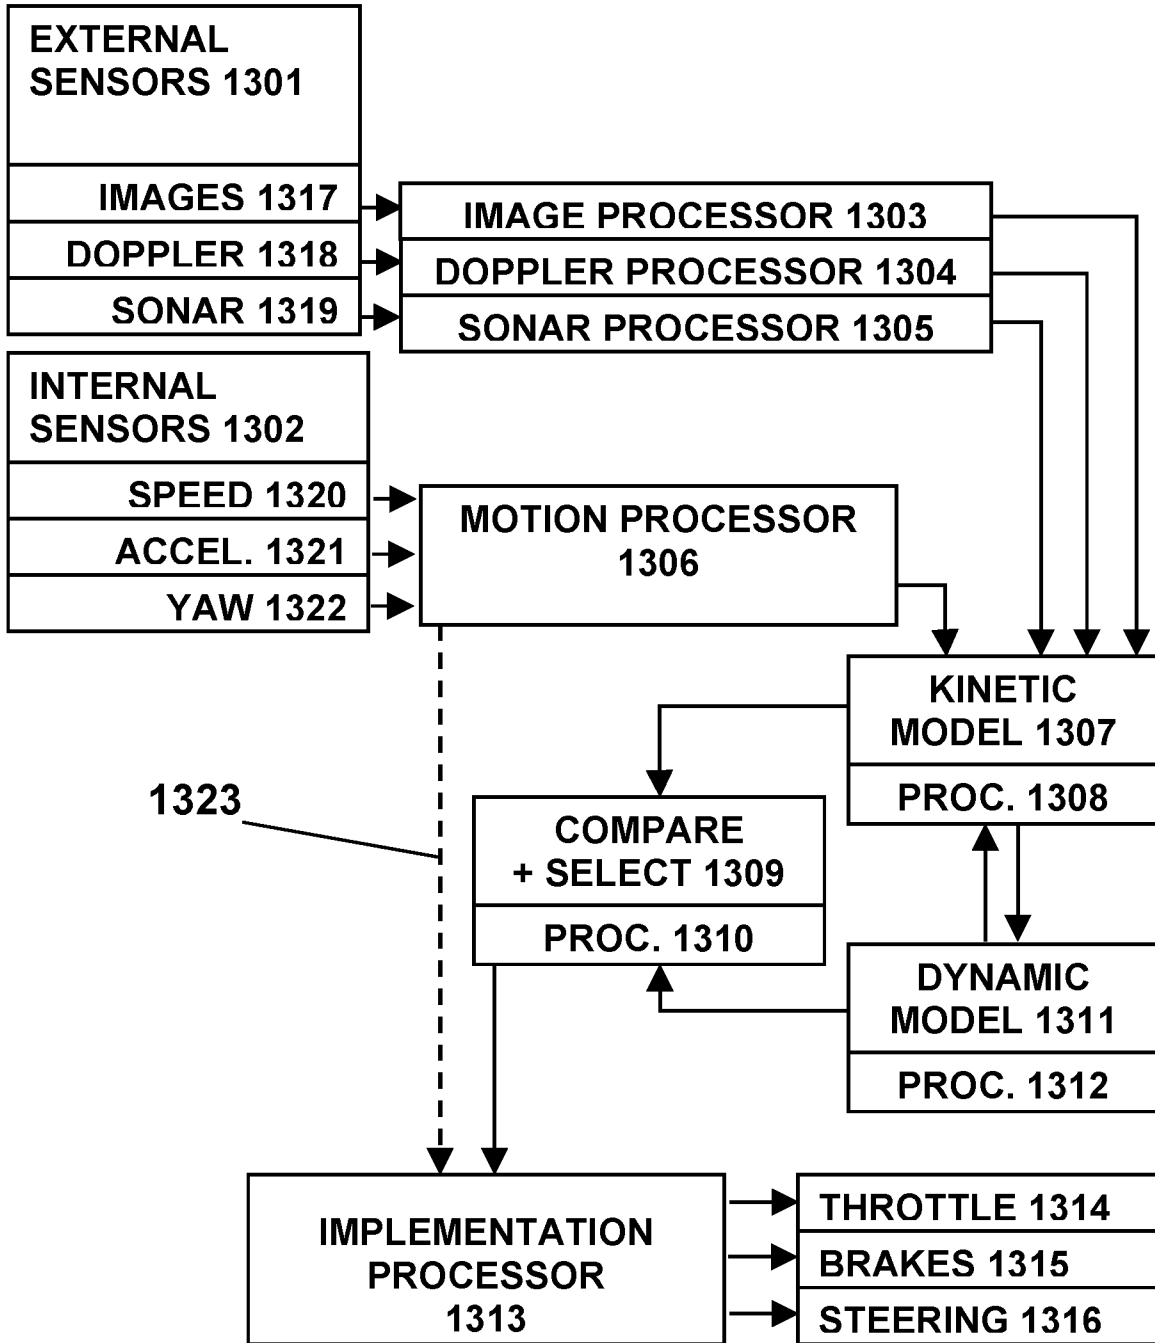 EXTERNAL
SENSORS 1301
IMAGES 1317
DOPPLER 1318
SONAR 1319
IMAGE PROCESSOR 1303
DOPPLER PROCESSOR 1304
SONAR PROCESSOR 1305
INTERNAL
SENSORS 1302
SPEED 1320
ACCEL. 1321
YAW 1322
MOTION PROCESSOR
1306
KINETIC
MODEL 1307
PROC. 1308
1323
COMPARE
+ SELECT 1309
PROC. 1310
DYNAMIC
MODEL 1311
PROC. 1312
IMPLEMENTATION
PROCESSOR
1313
THROTTLE 1314
BRAKES 1315
STEERING 1316